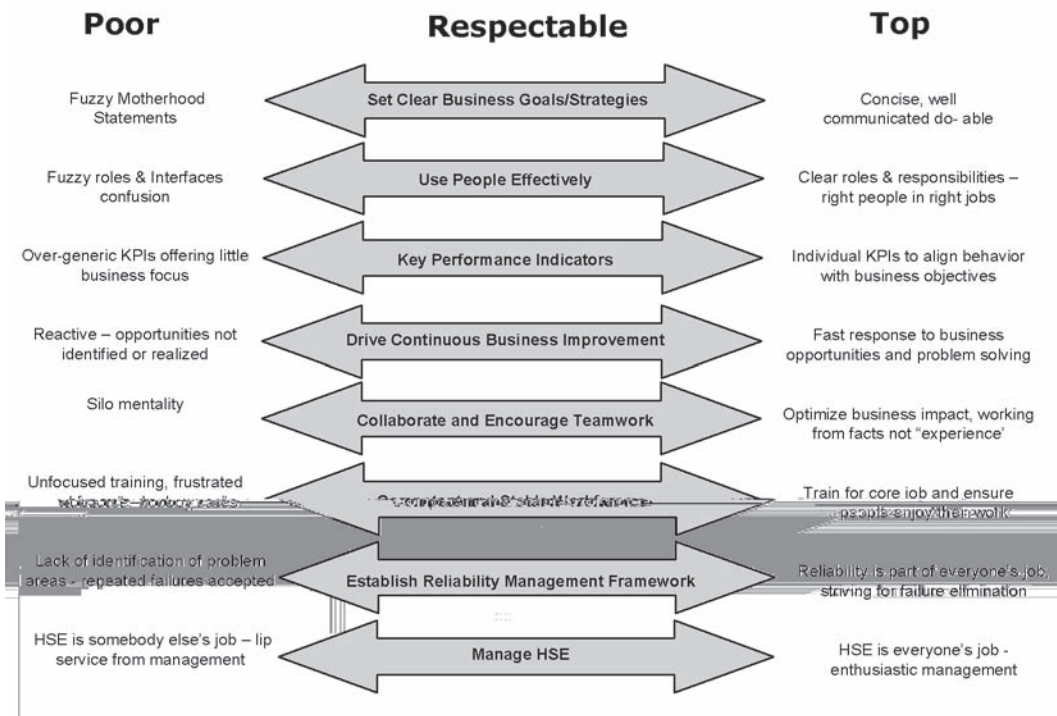 Poor Respectable Top
Fuzzy Motherhood
Statements
Set Clear Business Goals/Strategies
Concise, well
communicated do- able
Fuzzy roles & Interfaces
confusion
Use People Effectively
Clear roles & responsibilities –
right people in right jobs
Over-generic KPIs offering little
business focus
Key Performance Indicators
Individual KPIs to align behavior
with business objectives
Reactive – opportunities not
identified or realized
Drive Continuous Business Improvement
Fast response to business
opportunities and problem solving
Silo mentality
Collaborate and Encourage Teamwork
Optimize business impact, working
from facts not “experience’
Unfocused training, frustrated
Train for core job and ensure
people enjoy their work
Lack of identification of problem
areas - repeated failures accepted
Establish Reliability Management Framework
Reliability is part of everyone’s job,
striving for failure elimination
HSE is somebody else’s job – lip
service from management
Manage HSE
HSE is everyone’s job -
enthusiastic management